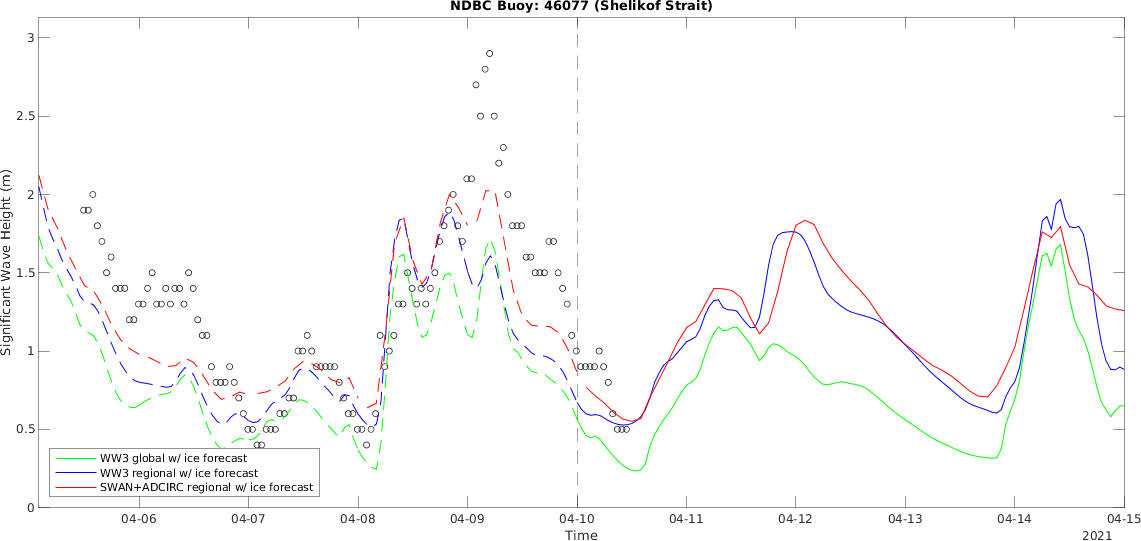 NDBC Buoy: 46077 (Shelikof Strait)
Significant Wave Height (m)
3
2.5
2
1.5
1
0.5
0
WW3 global w/ ice forecast
WW3 regional w/ ice forecast
SWAN+ADCIRC regional w/ ice forecast
04-06 04-07 04-08 04-09 04-10 04-11 04-12 04-13 04-14 04-15
Time
2021